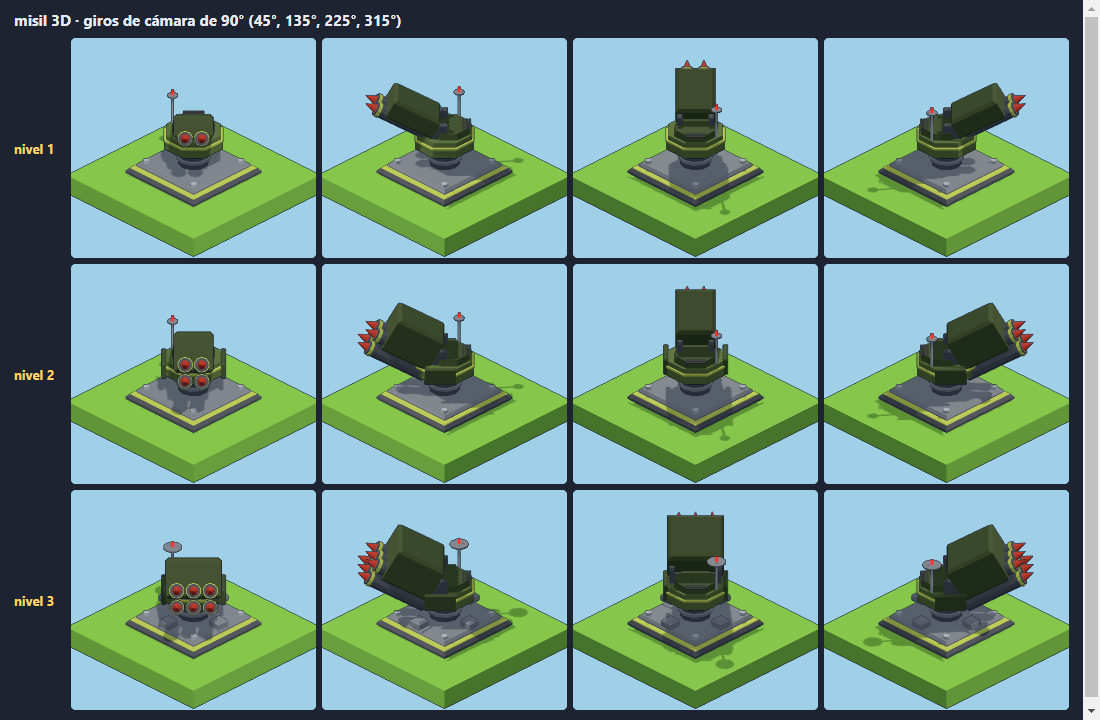 misil 3D · giros de cámara de 90° (45°, 135°, 225°, 315°)
nivel 1
nivel 2
nivel 3